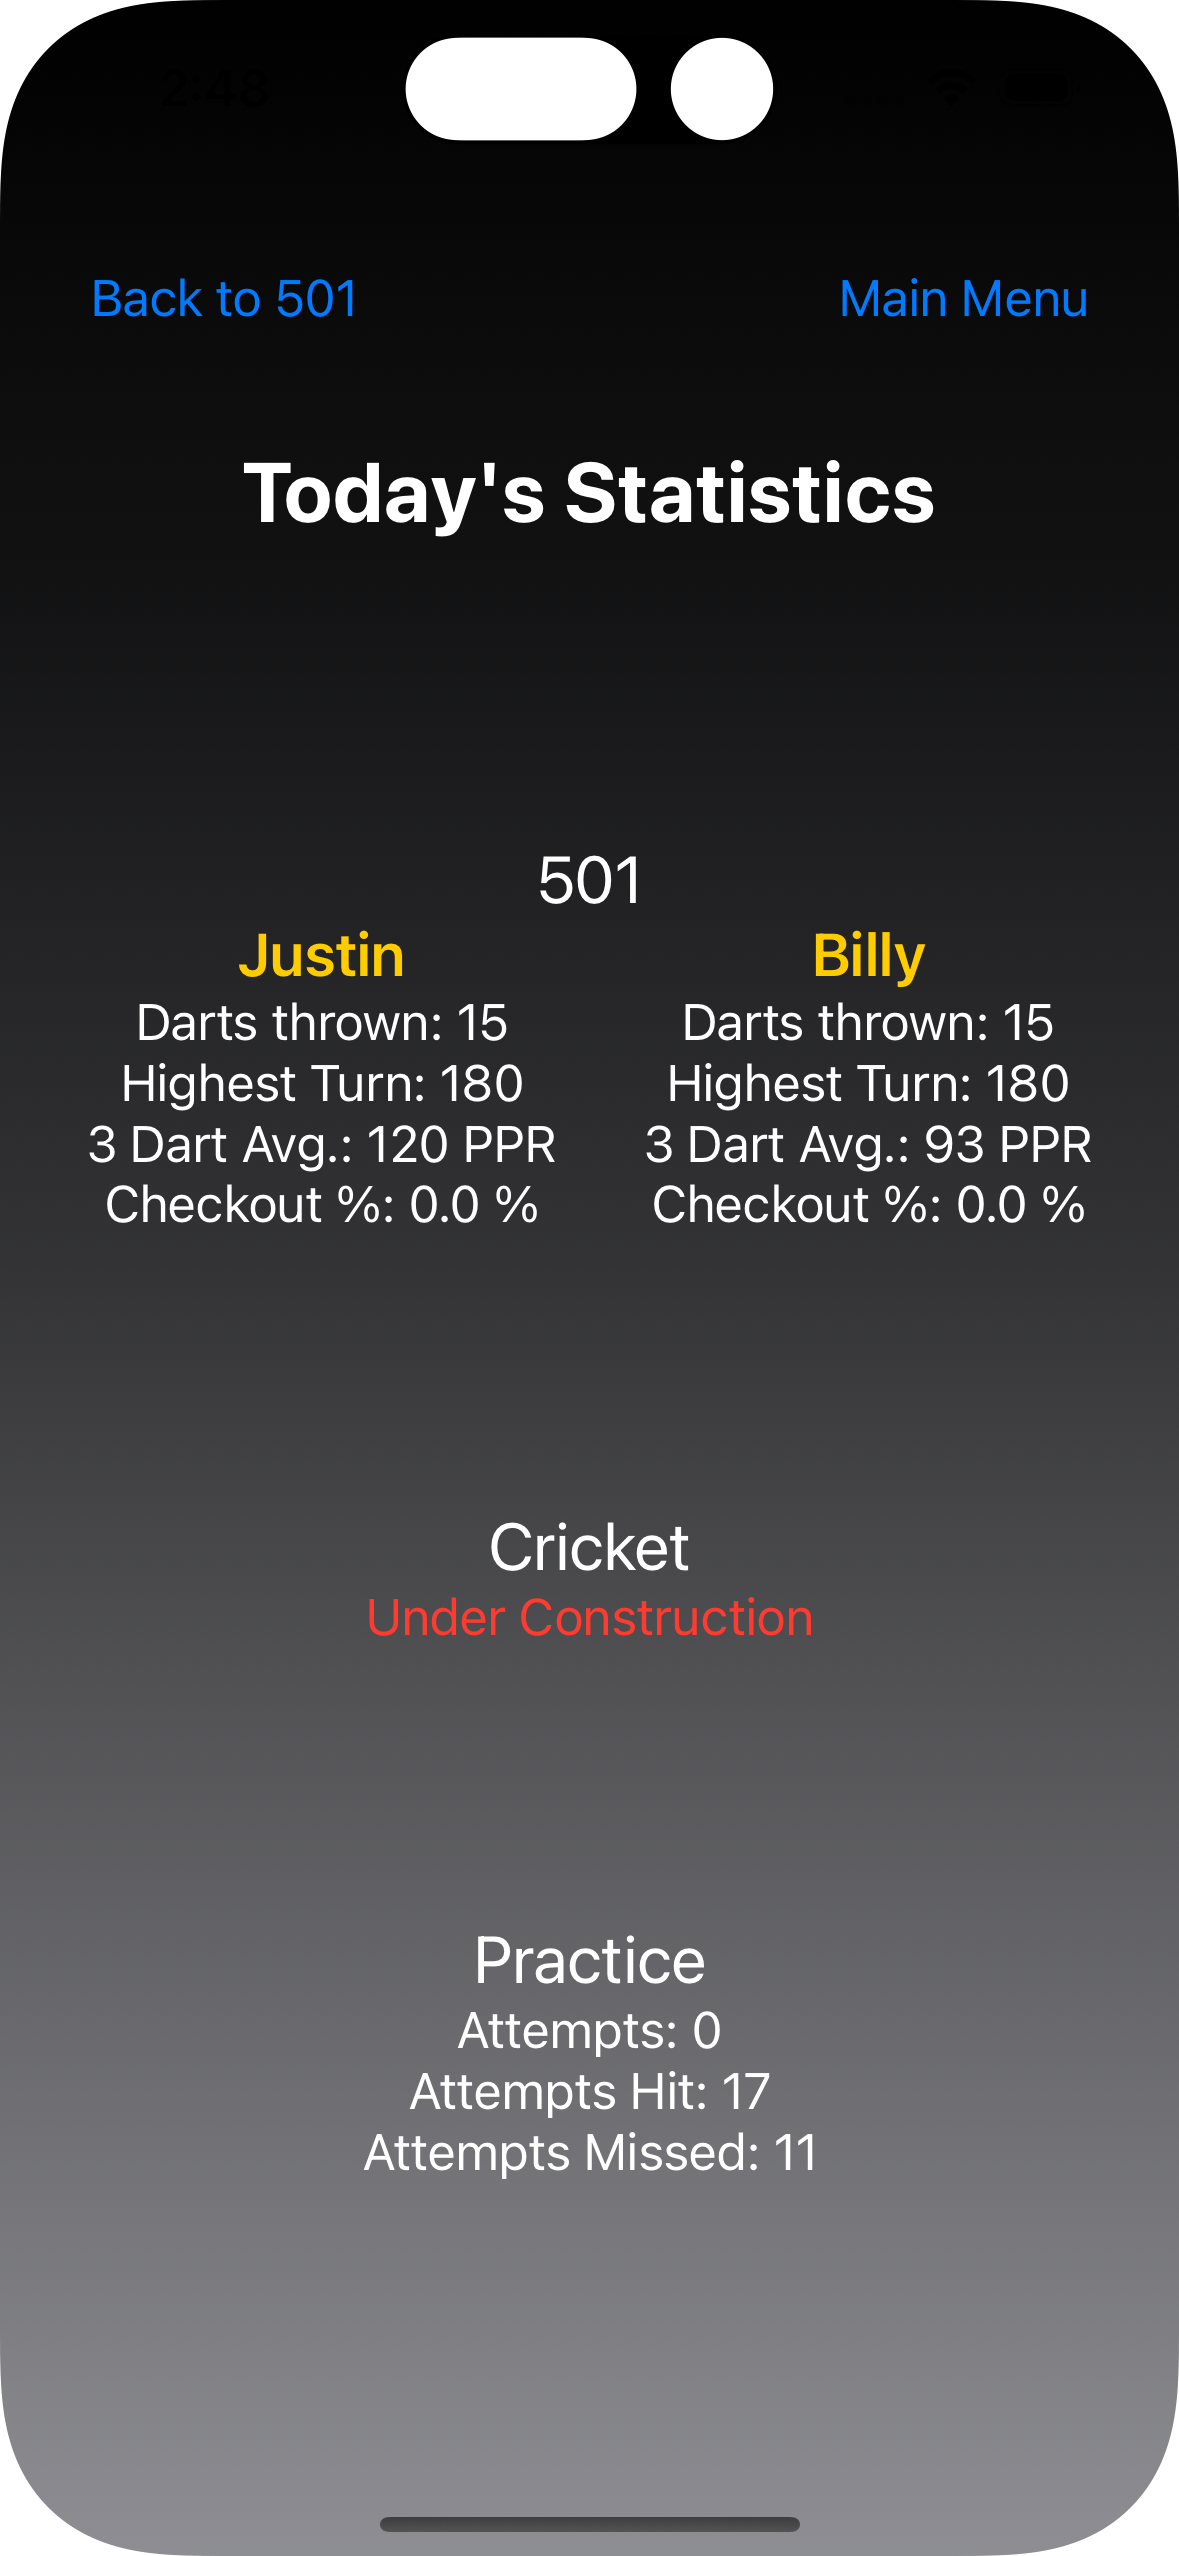 2:48
Back to 501
Main Menu
Today's Statistics
501
Justin
Darts thrown: 15
Highest Turn: 180
3 Dart Avg.: 120 PPR
Checkout %: 0.0 %
Billy
Darts thrown: 15
Highest Turn: 180
3 Dart Avg.: 93 PPR
Checkout %: 0.0 %
Cricket
Under Construction
Practice
Attempts: 0
Attempts Hit: 17
Attempts Missed: 11